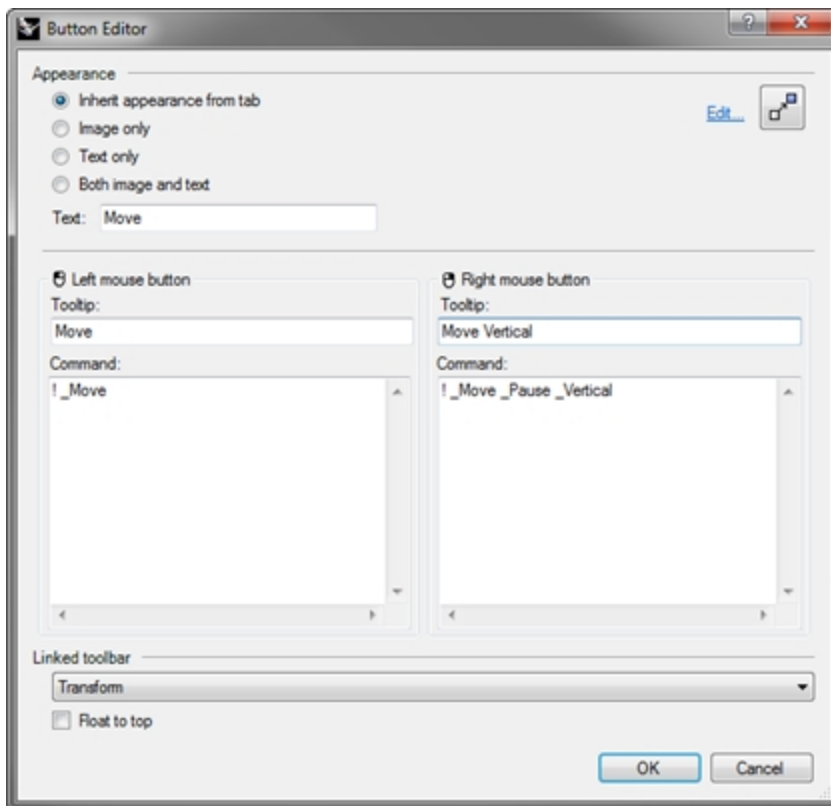 Button Editor
Appearance
Inherit appearance from tab
Image only
Text only
Both image and text
Edit...
Text: Move
Left mouse button
Tooltip:
Move
Command:
! _Move
Right mouse button
Tooltip:
Move Vertical
Command:
! _Move _Pause _Vertical
Linked toolbar
Transform
Float to top
OK Cancel